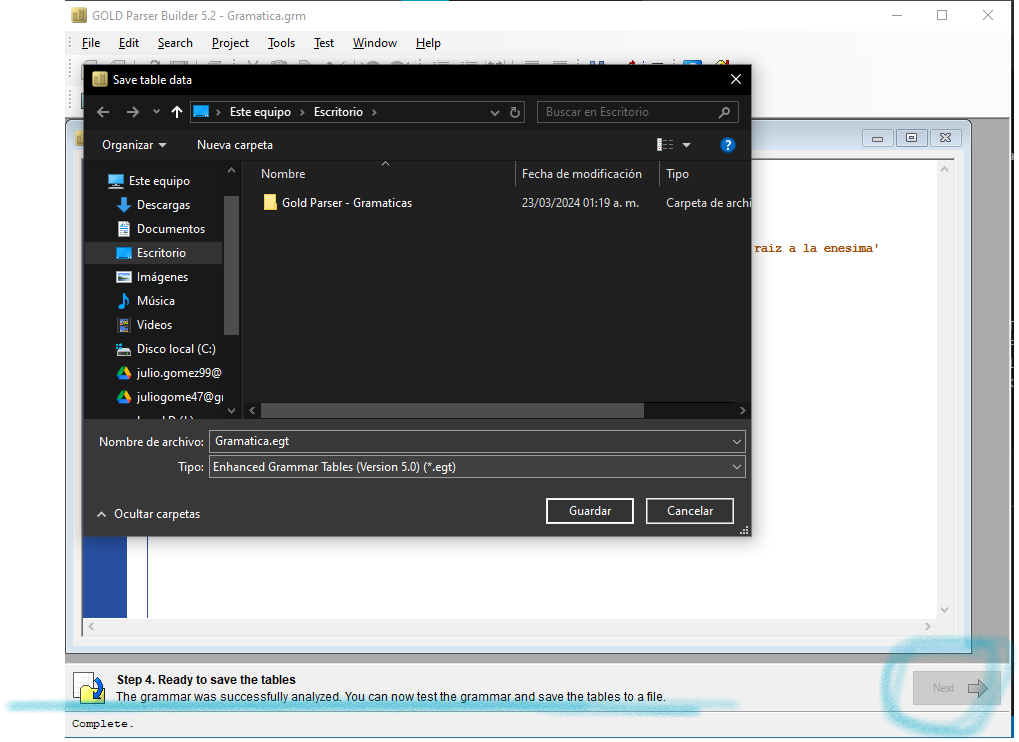 GOLD Parser Builder 5.2 - Gramatica.grm
File Edit Search Project Tools Test Window Help
Save table data
Este equipo Escritorio
Buscar en Escritorio
Organizar Nueva carpeta
Nombre Fecha de modificación Tipo
Este equipo
Descargas
Documentos
Escritorio
Imágenes
Música
Videos
Disco local (C:)
julio.gomez99@
juliogome47@g
Gold Parser - Gramaticas 23/03/2024 01:19 a. m. Carpeta de archi
raiz a la enesima'
Nombre de archivo: Gramatica.egt
Tipo: Enhanced Grammar Tables (Version 5.0) (*.egt)
Ocultar carpetas
Guardar Cancelar
Step 4. Ready to save the tables
The grammar was successfully analyzed. You can now test the grammar and save the tables to a file.
Next
Complete.